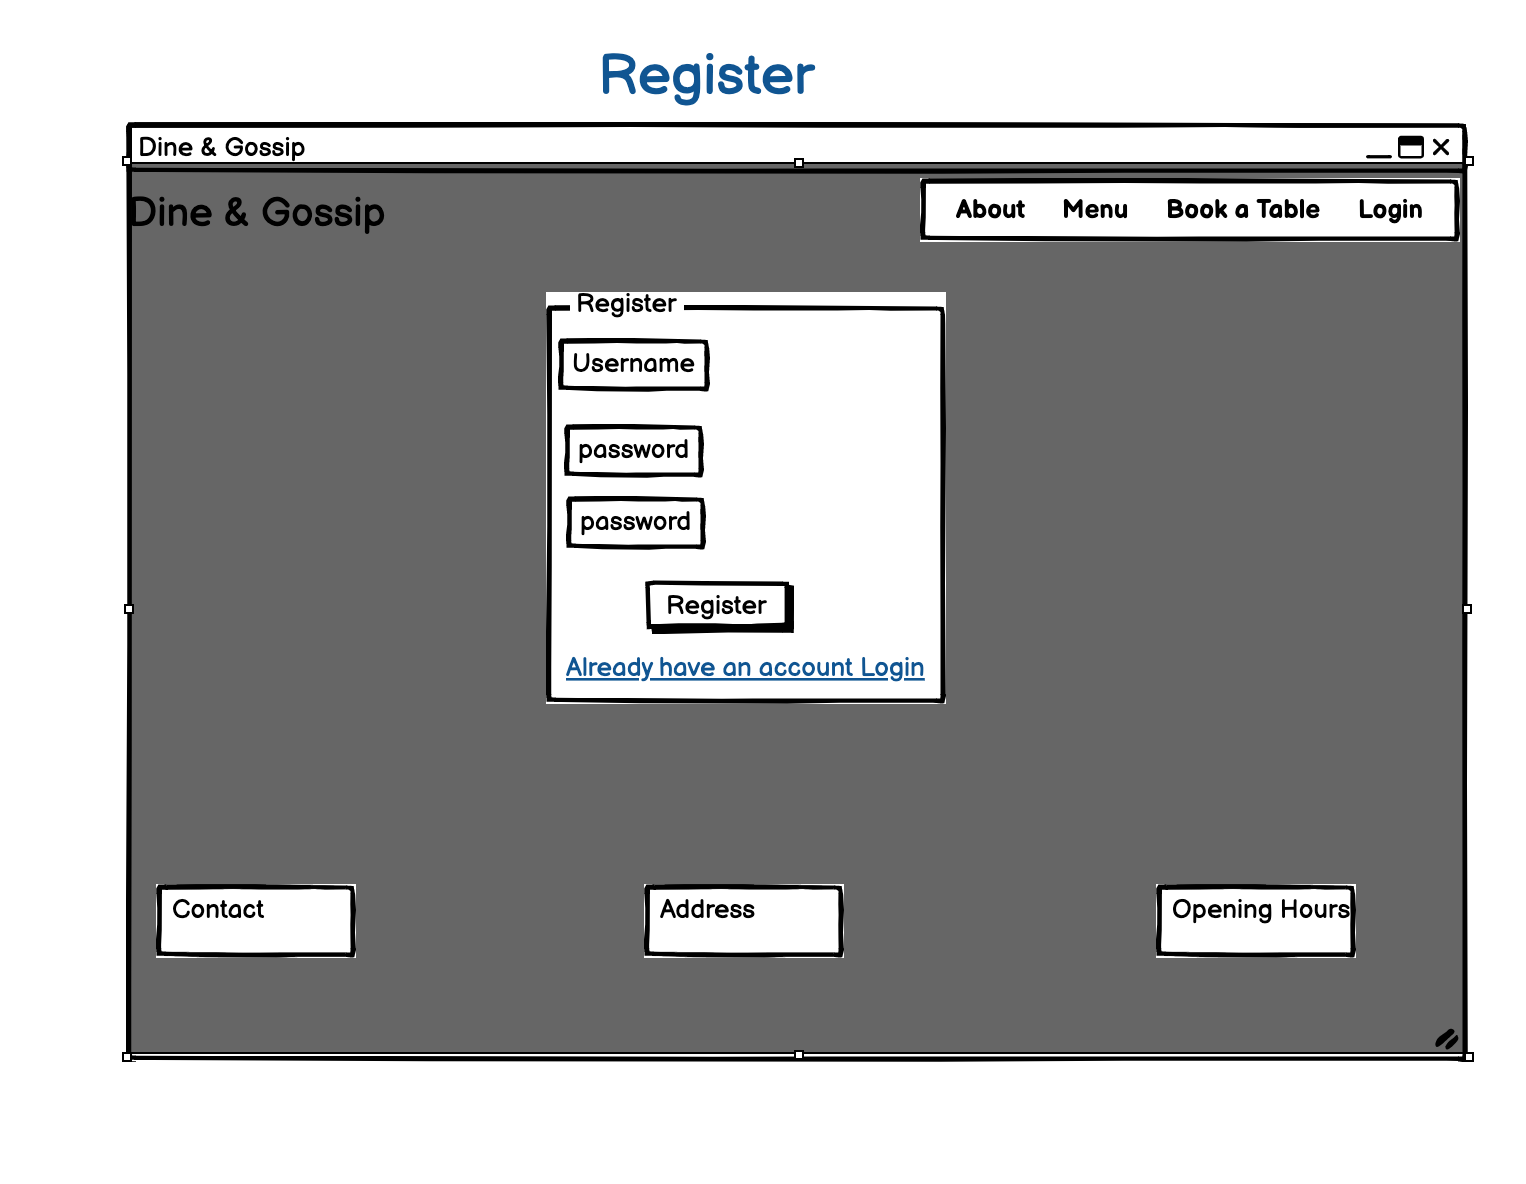 Register
Dine & Gossip
Dine & Gossip
About Menu Book a Table Login
Register
Username
password
password
Register
Already have an account Login
Contact Address Opening Hours